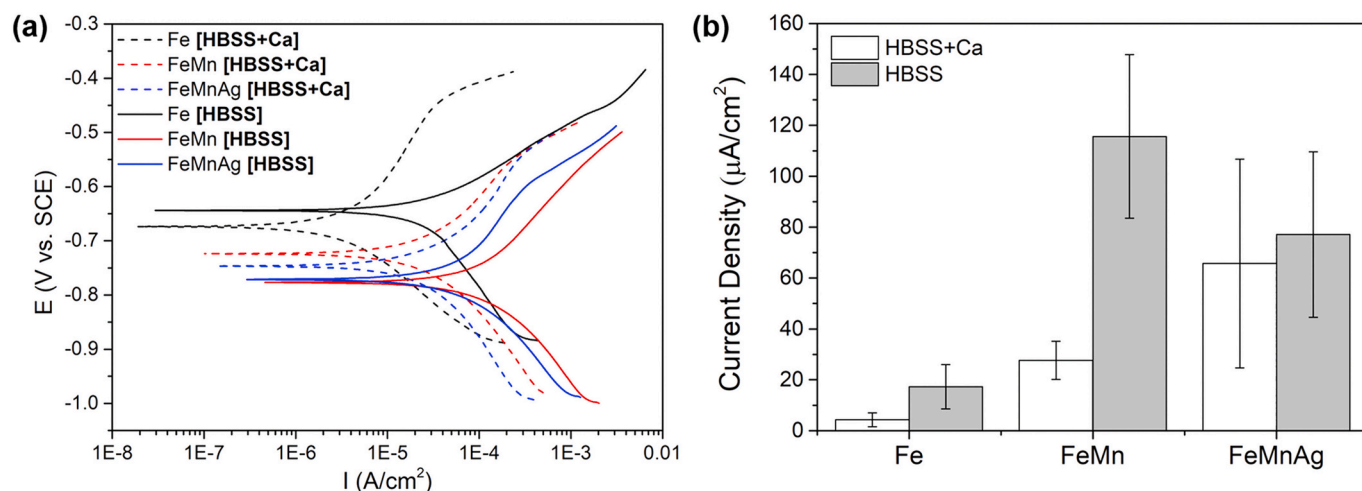 (a)
-0.3
-0.4
-0.5
-0.6
-0.7
-0.8
-0.9
-1.0
E (V vs. SCE)
Fe [HBSS+Ca]
FeMn [HBSS+Ca]
FeMnAg [HBSS+Ca]
Fe [HBSS]
FeMn [HBSS]
FeMnAg [HBSS]
1E-8 1E-7 1E-6 1E-5 1E-4 1E-3 0.01
I (A/cm²)
(b)
160
140
120
100
80
60
40
20
0
Current Density (μA/cm²)
HBSS+Ca
HBSS
Fe FeMn FeMnAg